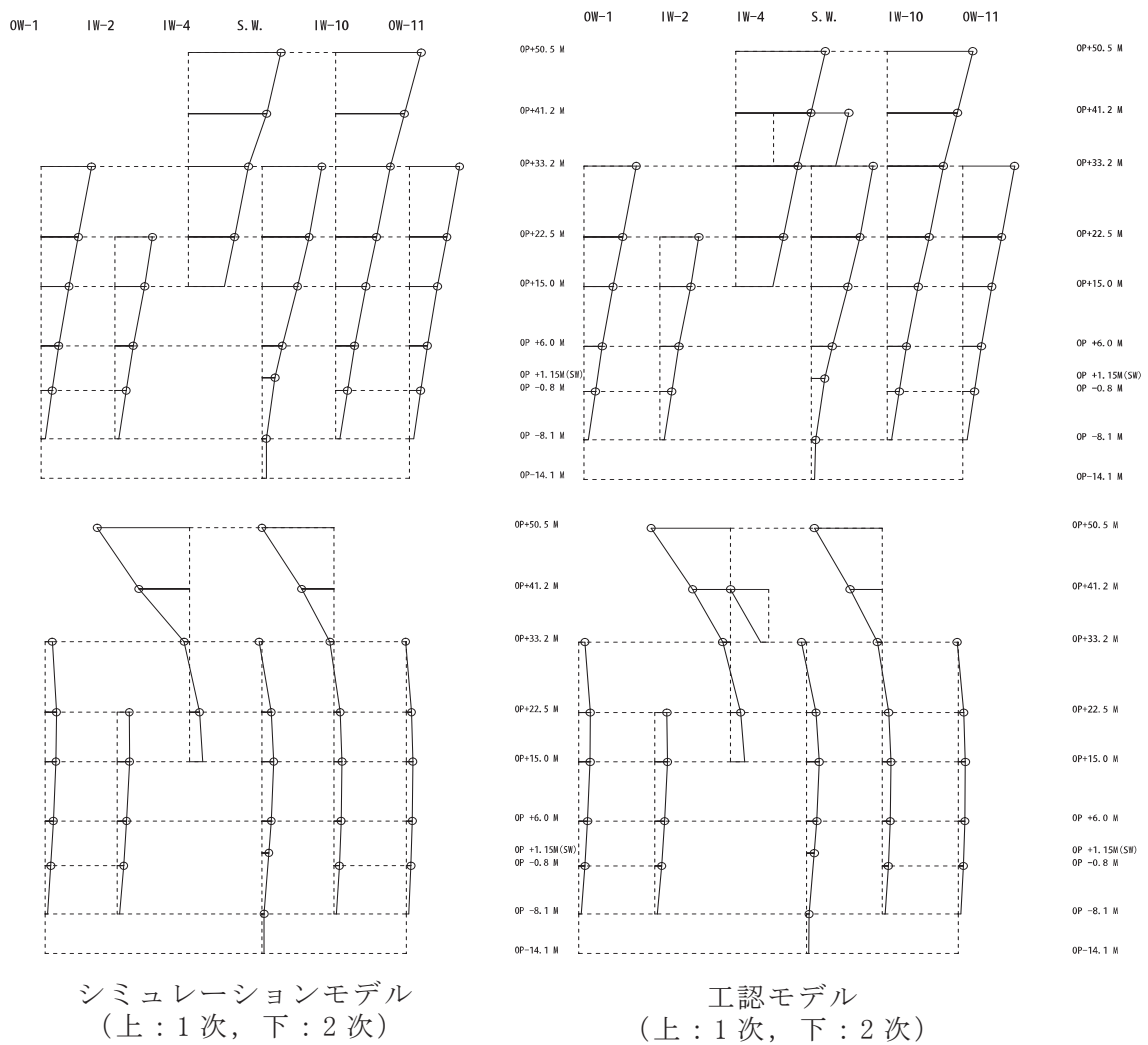 OW-1 IW-2 IW-4 S.W. IW-10 OW-11
OP+50.5 M
OP+41.2 M
OP+33.2 M
OP+22.5 M
OP+15.0 M
OP +6.0 M
OP +1.15M(SW)
OP -0.8 M
OP -8.1 M
OP-14.1 M
OW-1 IW-2 IW-4 S.W. IW-10 OW-11
OP+50.5 M
OP+41.2 M
OP+33.2 M
OP+22.5 M
OP+15.0 M
OP +6.0 M
OP +1.15M(SW)
OP -0.8 M
OP -8.1 M
OP-14.1 M
OP+50.5 M
OP+41.2 M
OP+33.2 M
OP+22.5 M
OP+15.0 M
OP +6.0 M
OP +1.15M(SW)
OP -0.8 M
OP -8.1 M
OP-14.1 M
OP+50.5 M
OP+41.2 M
OP+33.2 M
OP+22.5 M
OP+15.0 M
OP +6.0 M
OP +1.15M(SW)
OP -0.8 M
OP -8.1 M
OP-14.1 M
シミュレーションモデル
(上：1次，下：2次)
工認モデル
(上：1次，下：2次)